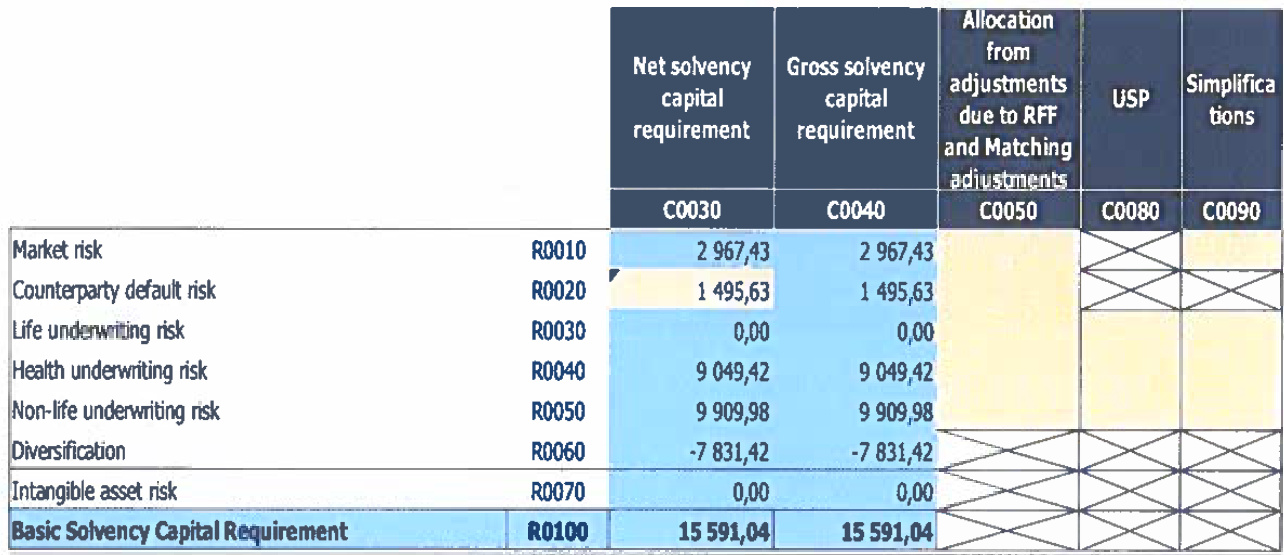 Net solvency capital requirement Gross solvency capital requirement Allocation from adjustments due to RFF and Matching adjustments USP Simplifica tions
C0030 C0040 C0050 C0080 C0090
Market risk R0010 2 967,43 2 967,43
Counterparty default risk R0020 1 495,63 1 495,63
Life underwriting risk R0030 0,00 0,00
Health underwriting risk R0040 9 049,42 9 049,42
Non-life underwriting risk R0050 9 909,98 9 909,98
Diversification R0060 -7 831,42 -7 831,42
Intangible asset risk R0070 0,00 0,00
Basic Solvency Capital Requirement R0100 15 591,04 15 591,04